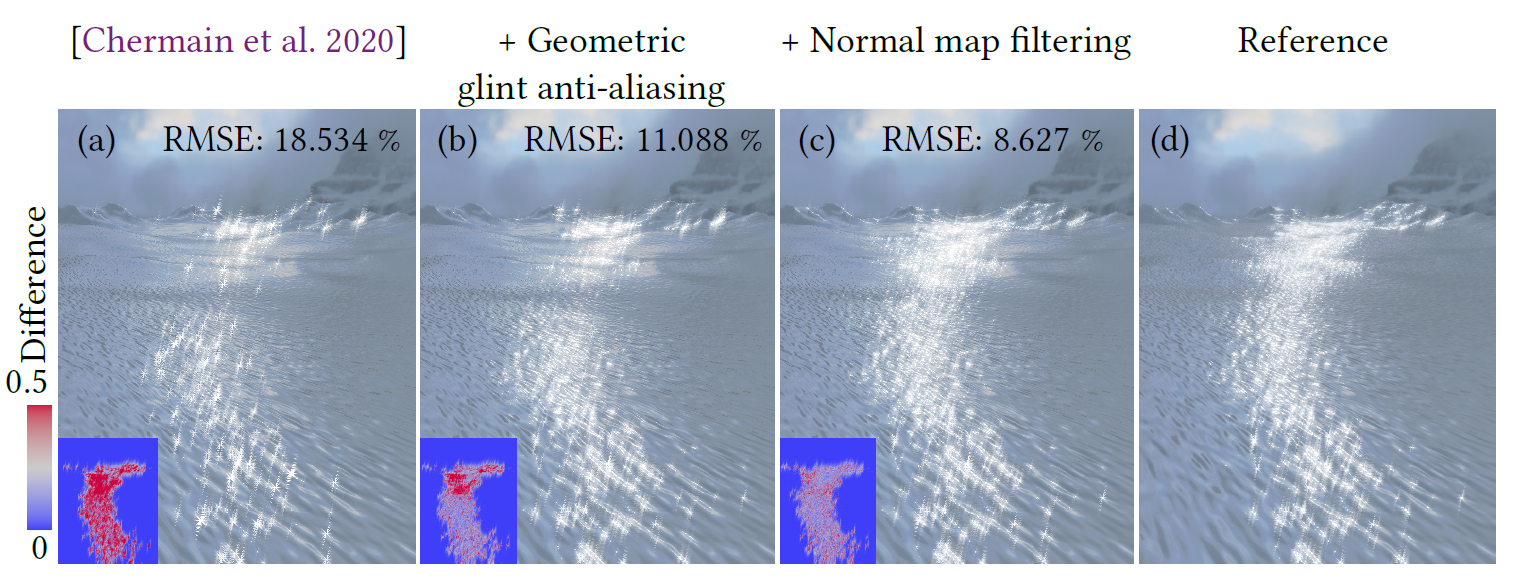 [Chermain et al. 2020]
+ Geometric
glint anti-aliasing
+ Normal map filtering
Reference
(a) RMSE: 18.534 %
(b) RMSE: 11.088 %
(c) RMSE: 8.627 %
(d)
Difference
0.5
0